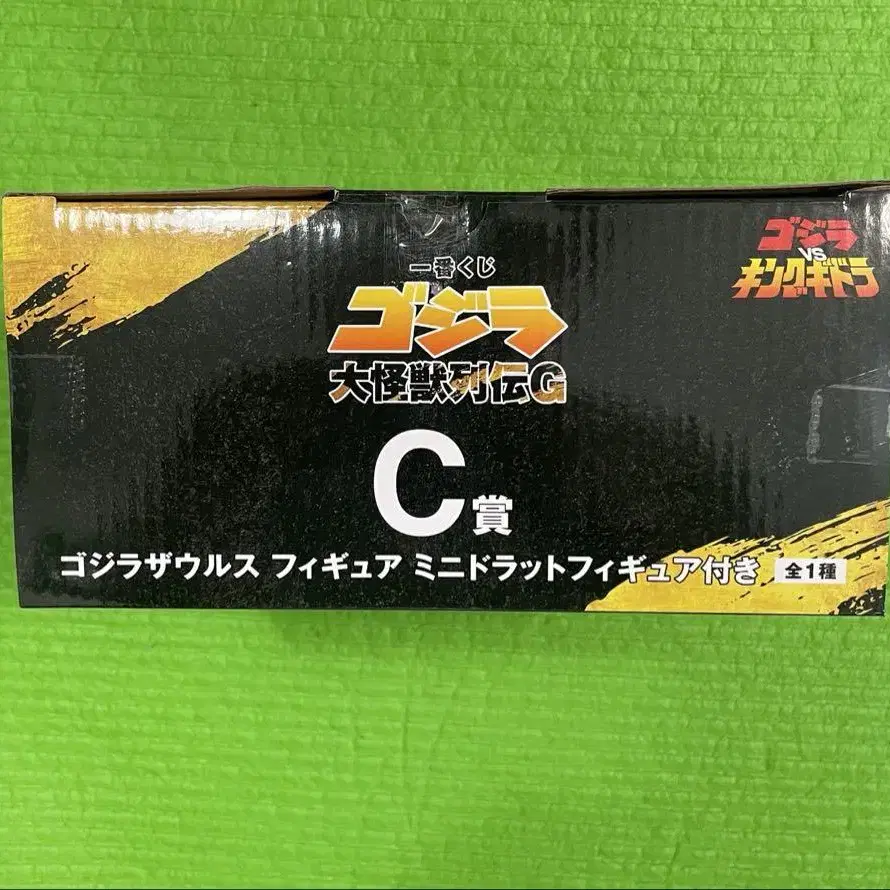 一番くじ
ゴジラ
大怪獣列伝G
ゴジラ
VS
キングギドラ
C賞
ゴジラザウルス フィギュア ミニドラットフィギュア付き 全1種